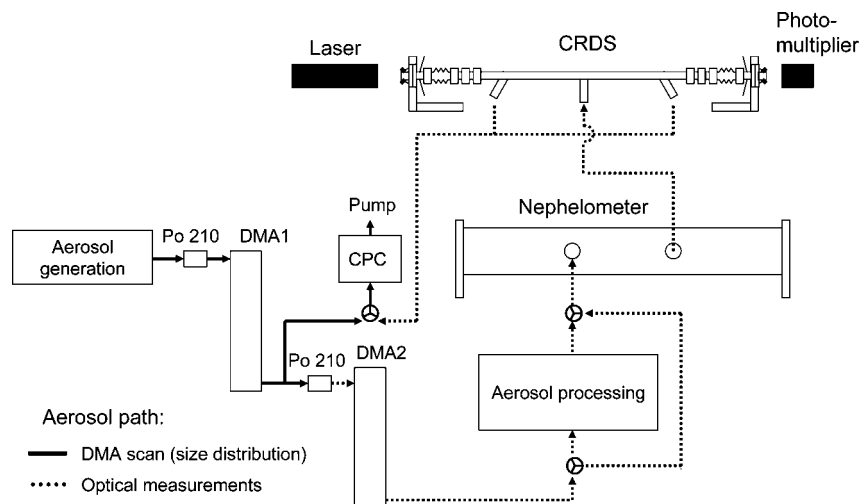 Laser
CRDS
Photo-
multiplier
Nephelometer
Pump
CPC
Aerosol
generation
Po 210
DMA1
Po 210
DMA2
Aerosol processing
Aerosol path:
DMA scan (size distribution)
Optical measurements